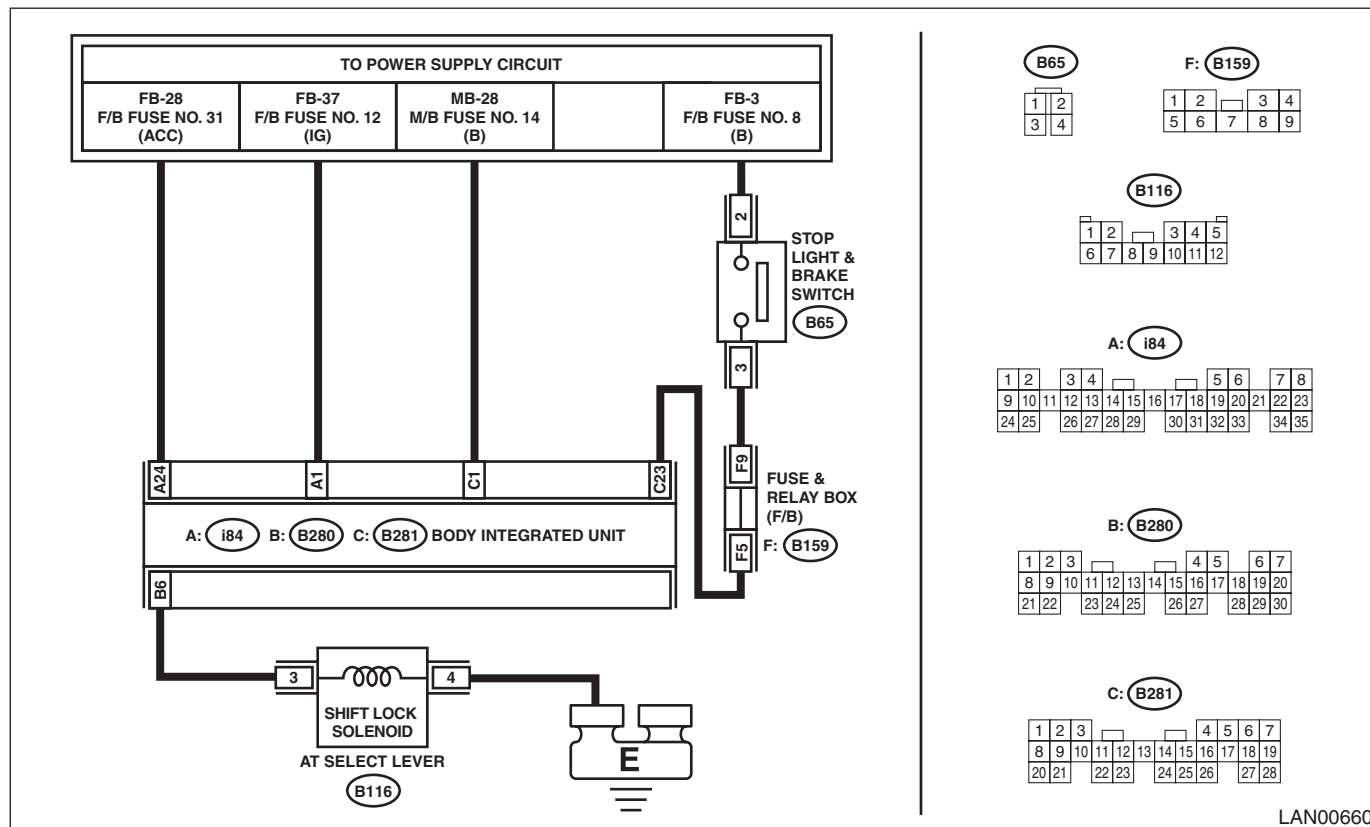 TO POWER SUPPLY CIRCUIT
FB-28
F/B FUSE NO. 31
(ACC)
FB-37
F/B FUSE NO. 12
(IG)
MB-28
M/B FUSE NO. 14
(B)
FB-3
F/B FUSE NO. 8
(B)
2
STOP
LIGHT &
BRAKE
SWITCH
B65
3
F9
FUSE &
RELAY BOX
(F/B)
F: B159
F5
A24
A1
C1
C23
A: i84 B: B280 C: B281 BODY INTEGRATED UNIT
B6
3
4
SHIFT LOCK
SOLENOID
AT SELECT LEVER
B116
E
B65
1 2
3 4
F: B159
1 2 3 4
5 6 7 8 9
B116
1 2 3 4 5
6 7 8 9 10 11 12
A: i84
1 2 3 4 5 6 7 8
9 10 11 12 13 14 15 16 17 18 19 20 21 22 23
24 25 26 27 28 29 30 31 32 33 34 35
B: B280
1 2 3 4 5 6 7
8 9 10 11 12 13 14 15 16 17 18 19 20
21 22 23 24 25 26 27 28 29 30
C: B281
1 2 3 4 5 6 7
8 9 10 11 12 13 14 15 16 17 18 19
20 21 22 23 24 25 26 27 28
LAN00660